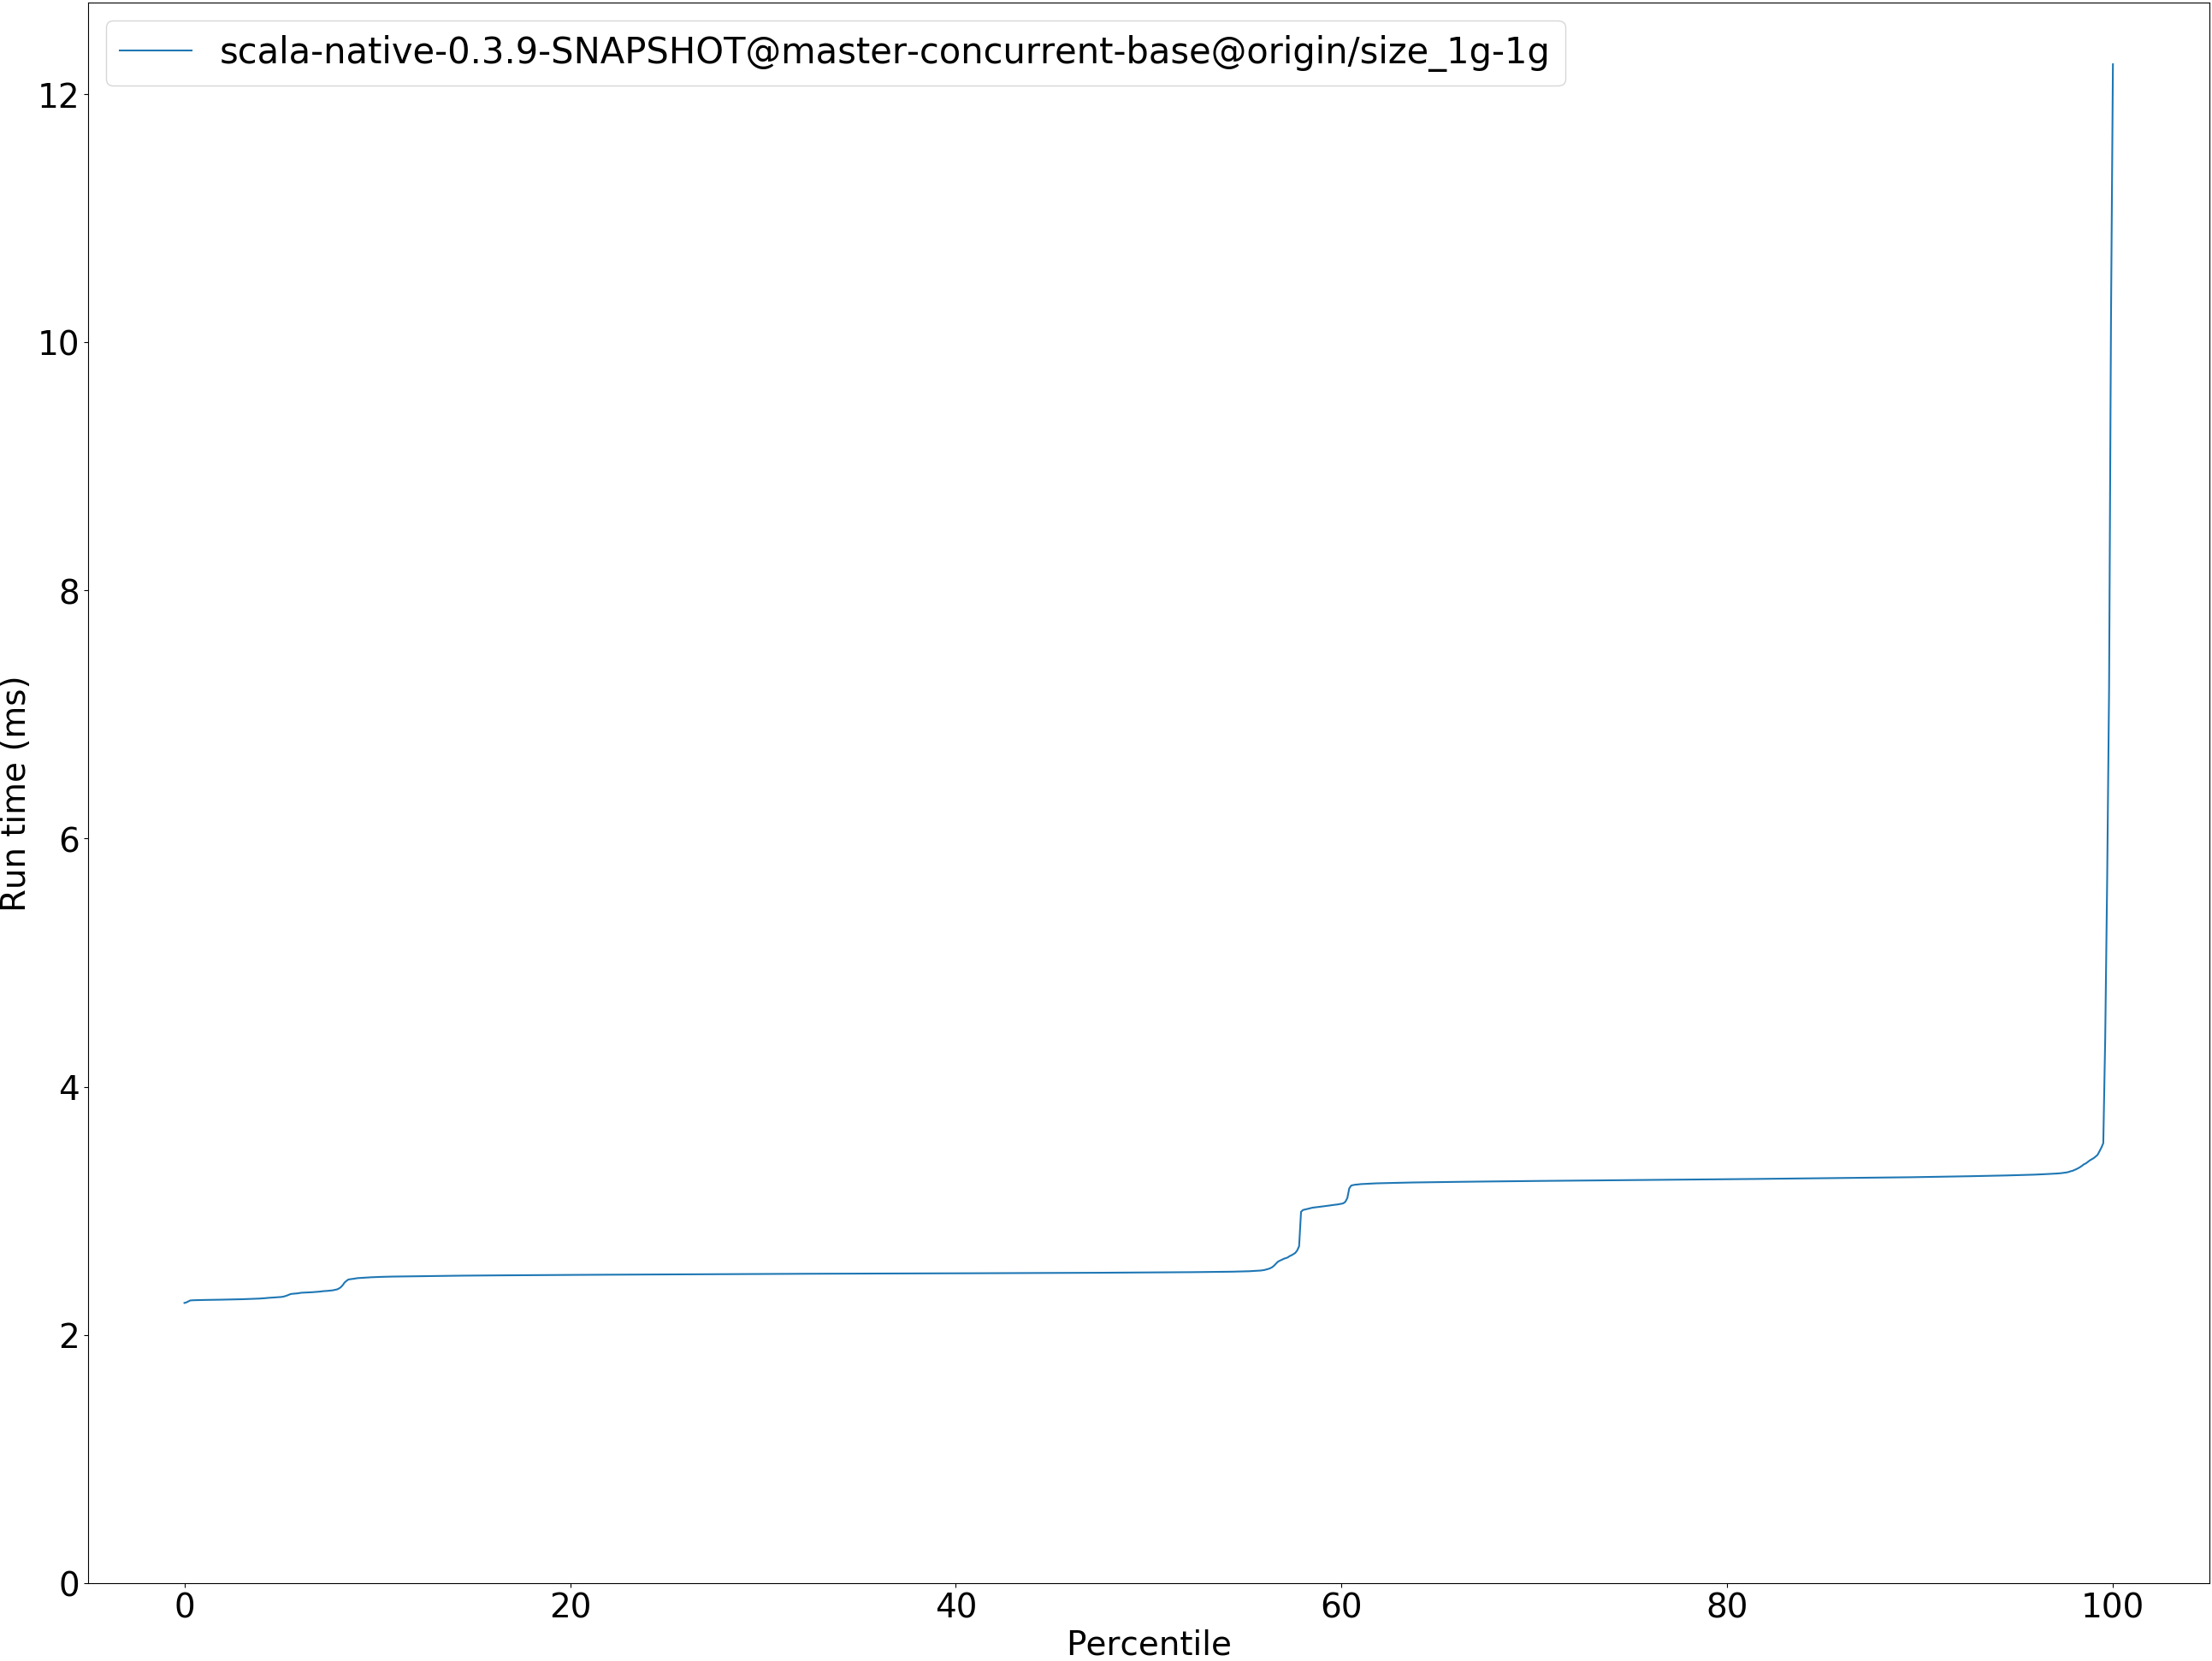 scala-native-0.3.9-SNAPSHOT@master-concurrent-base@origin/size_1g-1g
12
10
8
6
4
2
0
Run time (ms)
0 20 40 60 80 100
Percentile